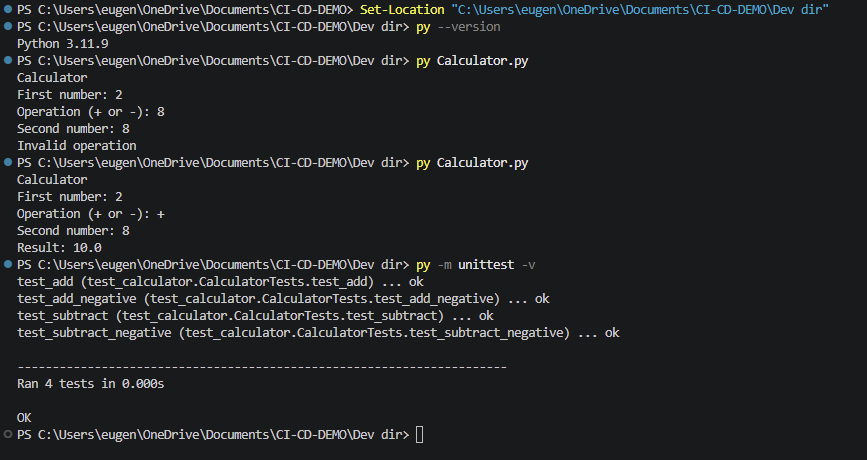 PS C:\Users\eugen\OneDrive\Documents\CI-CD-DEMO> Set-Location "C:\Users\eugen\OneDrive\Documents\CI-CD-DEMO\Dev dir"
PS C:\Users\eugen\OneDrive\Documents\CI-CD-DEMO\Dev dir> py --version
Python 3.11.9
PS C:\Users\eugen\OneDrive\Documents\CI-CD-DEMO\Dev dir> py Calculator.py
Calculator
First number: 2
Operation (+ or -): 8
Second number: 8
Invalid operation
PS C:\Users\eugen\OneDrive\Documents\CI-CD-DEMO\Dev dir> py Calculator.py
Calculator
First number: 2
Operation (+ or -): +
Second number: 8
Result: 10.0
PS C:\Users\eugen\OneDrive\Documents\CI-CD-DEMO\Dev dir> py -m unittest -v
test_add (test_calculator.CalculatorTests.test_add) ... ok
test_add_negative (test_calculator.CalculatorTests.test_add_negative) ... ok
test_subtract (test_calculator.CalculatorTests.test_subtract) ... ok
test_subtract_negative (test_calculator.CalculatorTests.test_subtract_negative) ... ok
----------------------------------------------------------------------
Ran 4 tests in 0.000s
OK
PS C:\Users\eugen\OneDrive\Documents\CI-CD-DEMO\Dev dir>